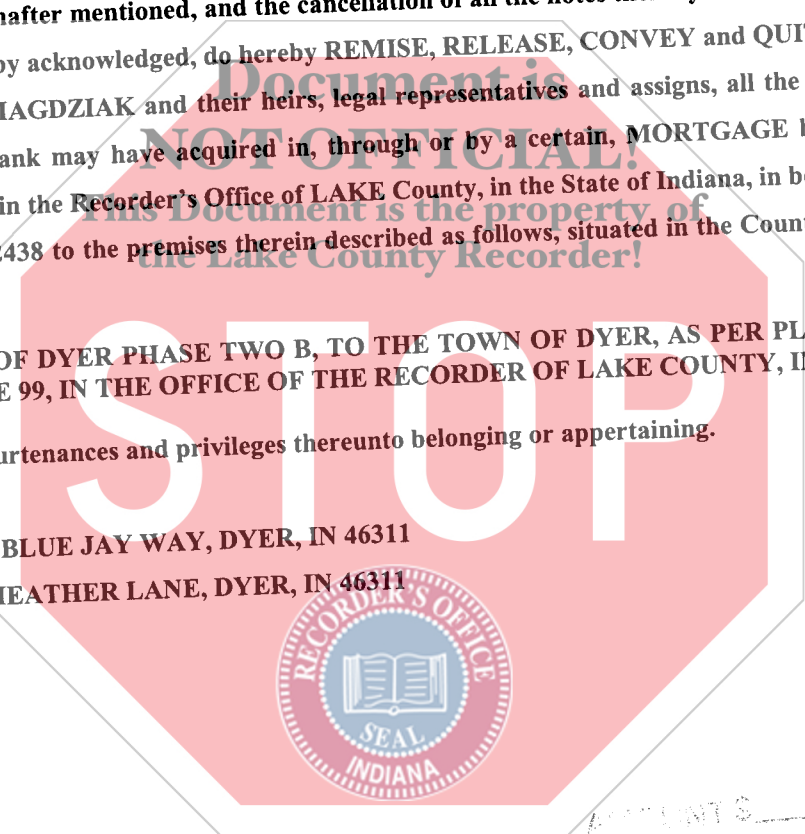 nafter mentioned, and the cancellation of all the notes
by acknowledged, do hereby REMISE, RELEASE, CONVEY and QUIT
Document is
IAGDZIAK and their heirs, legal representatives and assigns, all the
NOT OFFICIAL!
ank may have acquired in, through or by a certain, MORTGAGE
in the Recorder's Office of LAKE County, in the State of Indiana, in b
This Document is the property of
2438 to the premises therein described as follows, situated in the Coun
the Lake County Recorder!
OF DYER PHASE TWO B, TO THE TOWN OF DYER, AS PER PL
E 99, IN THE OFFICE OF THE RECORDER OF LAKE COUNTY, I
STOP
urtenances and privileges thereunto belonging or appertaining.
BLUE JAY WAY, DYER, IN 46311
HEATHER LANE, DYER, IN 46311
RECORDER'S OFFICE
SEAL
INDIANA